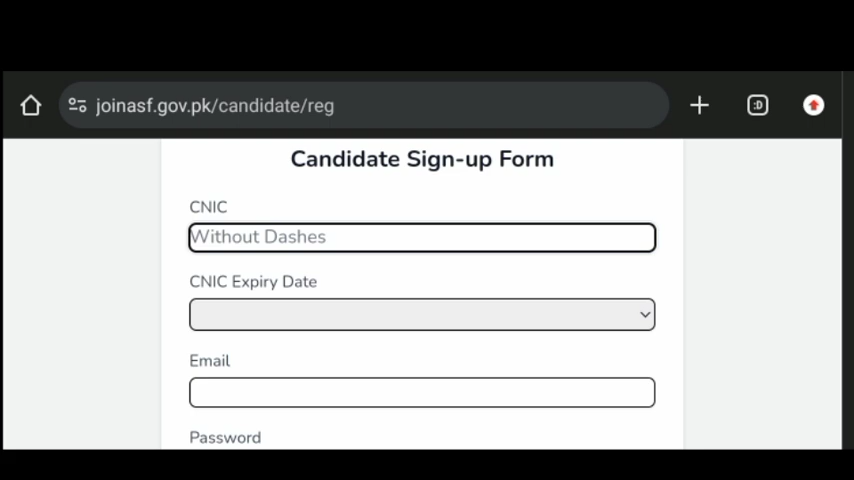 joinasf.gov.pk/candidate/reg
:D
Candidate Sign-up Form
CNIC
Without Dashes
CNIC Expiry Date
Email
Password